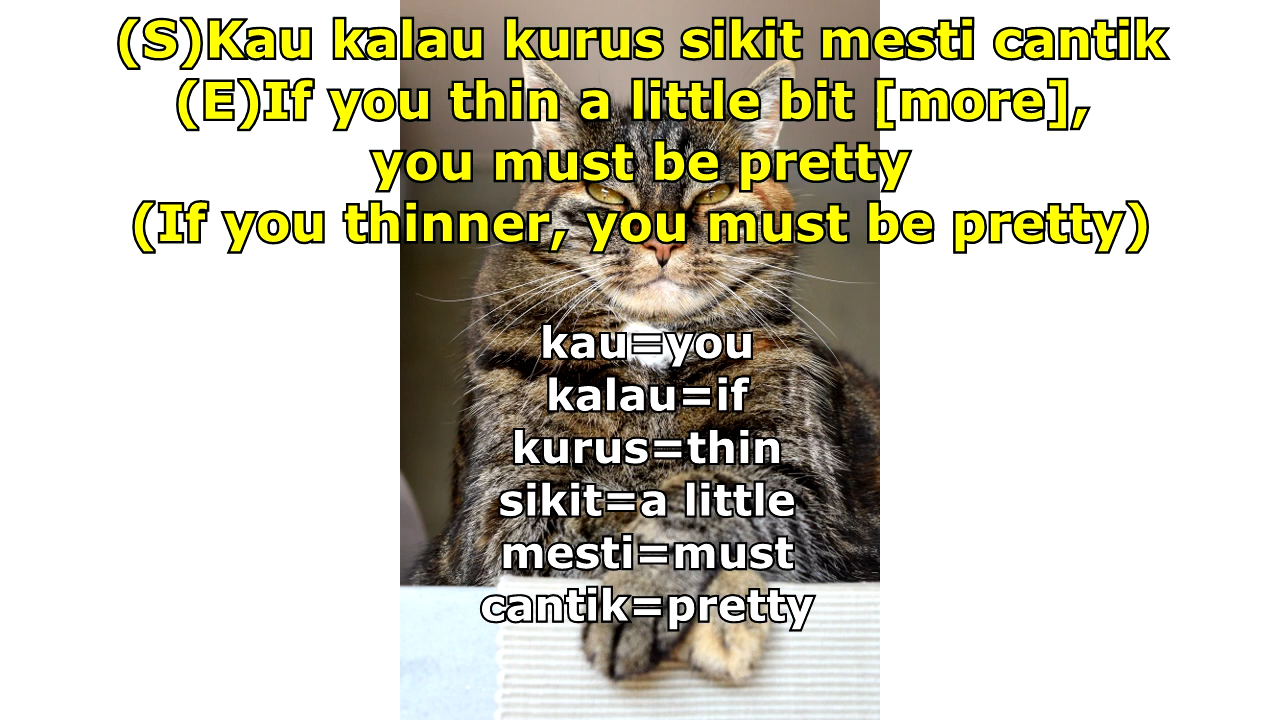 (S)Kau kalau kurus sikit mesti cantik
(E)If you thin a little bit [more],
you must be pretty
(If you thinner, you must be pretty)
kau=you
kalau=if
kurus=thin
sikit=a little
mesti=must
cantik=pretty